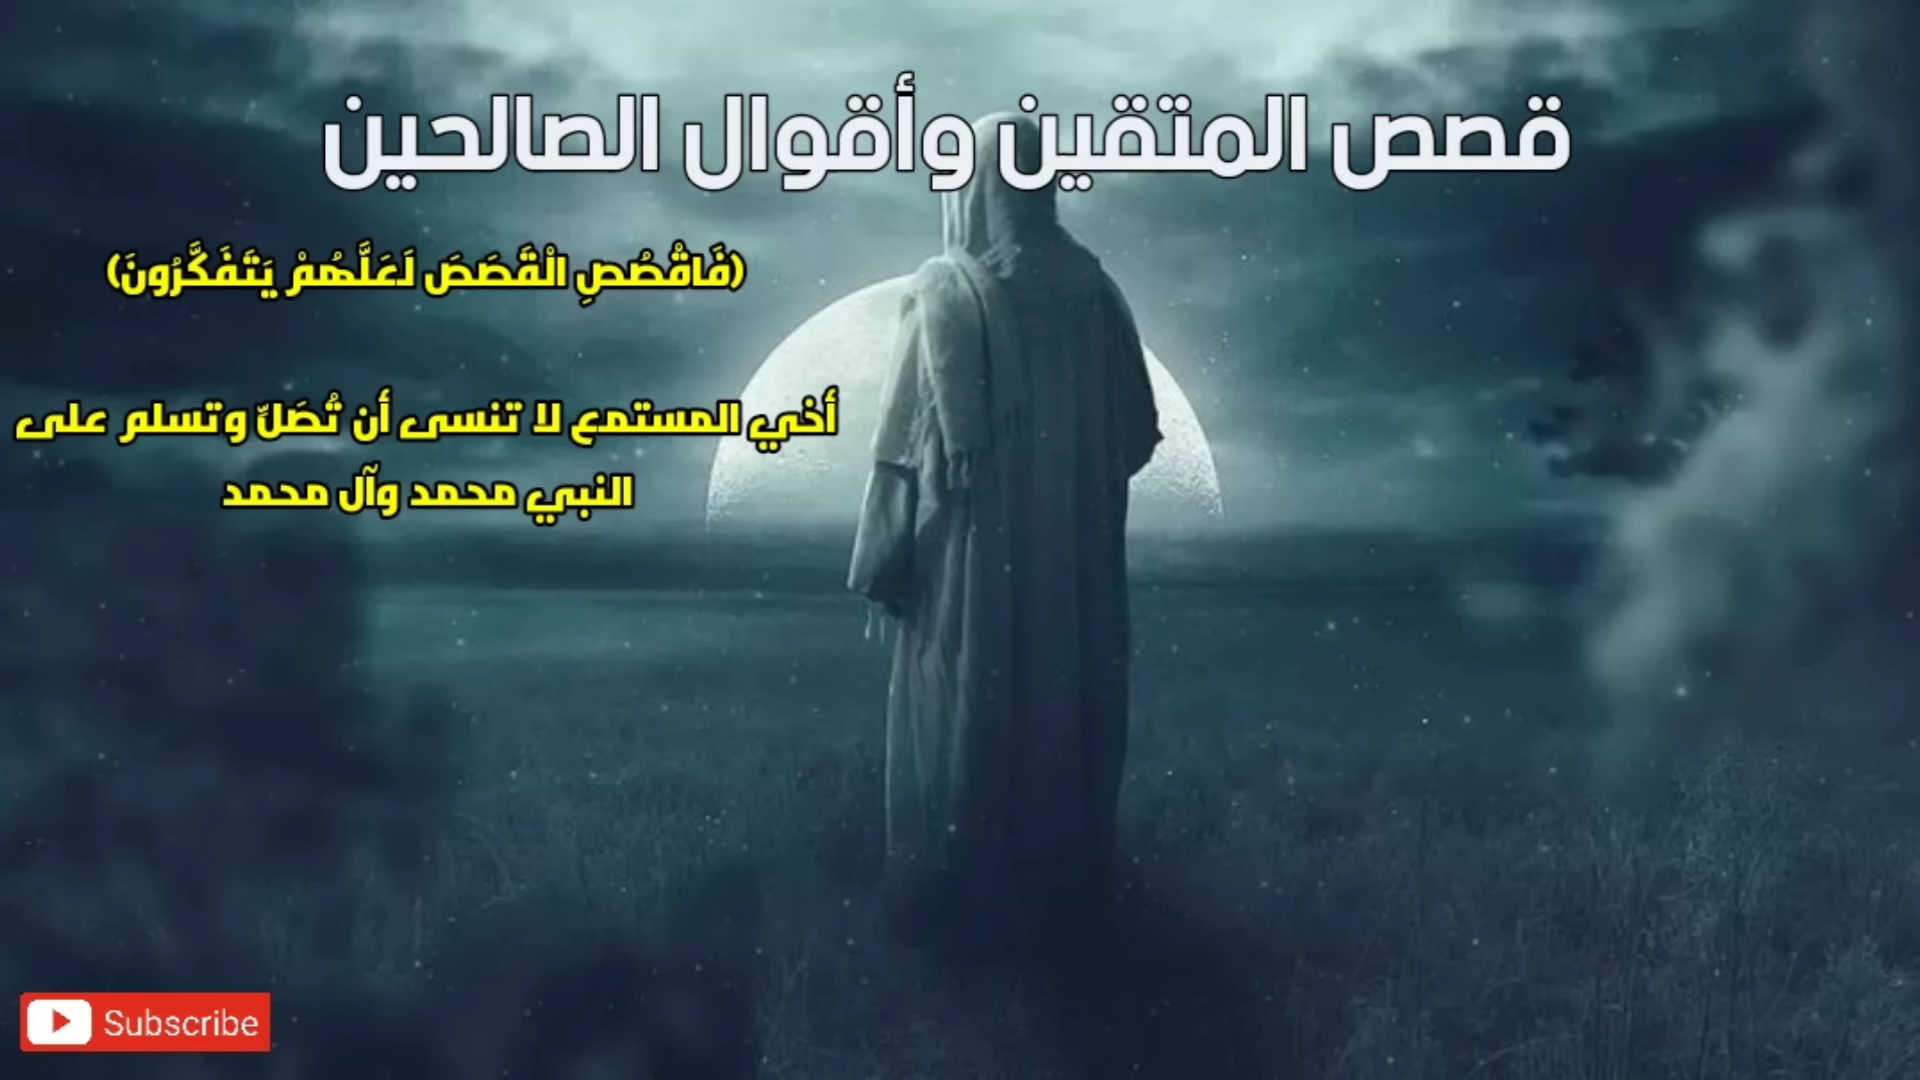 قصص المتقين وأقوال الصالحين
(فَاقْصُصِ الْقَصَصَ لَعَلَّهُمْ يَتَفَكَّرُونَ)
أخي المستمع لا تنسى أن تُصَلِّ وتسلم على
النبي محمد وآل محمد
Subscribe